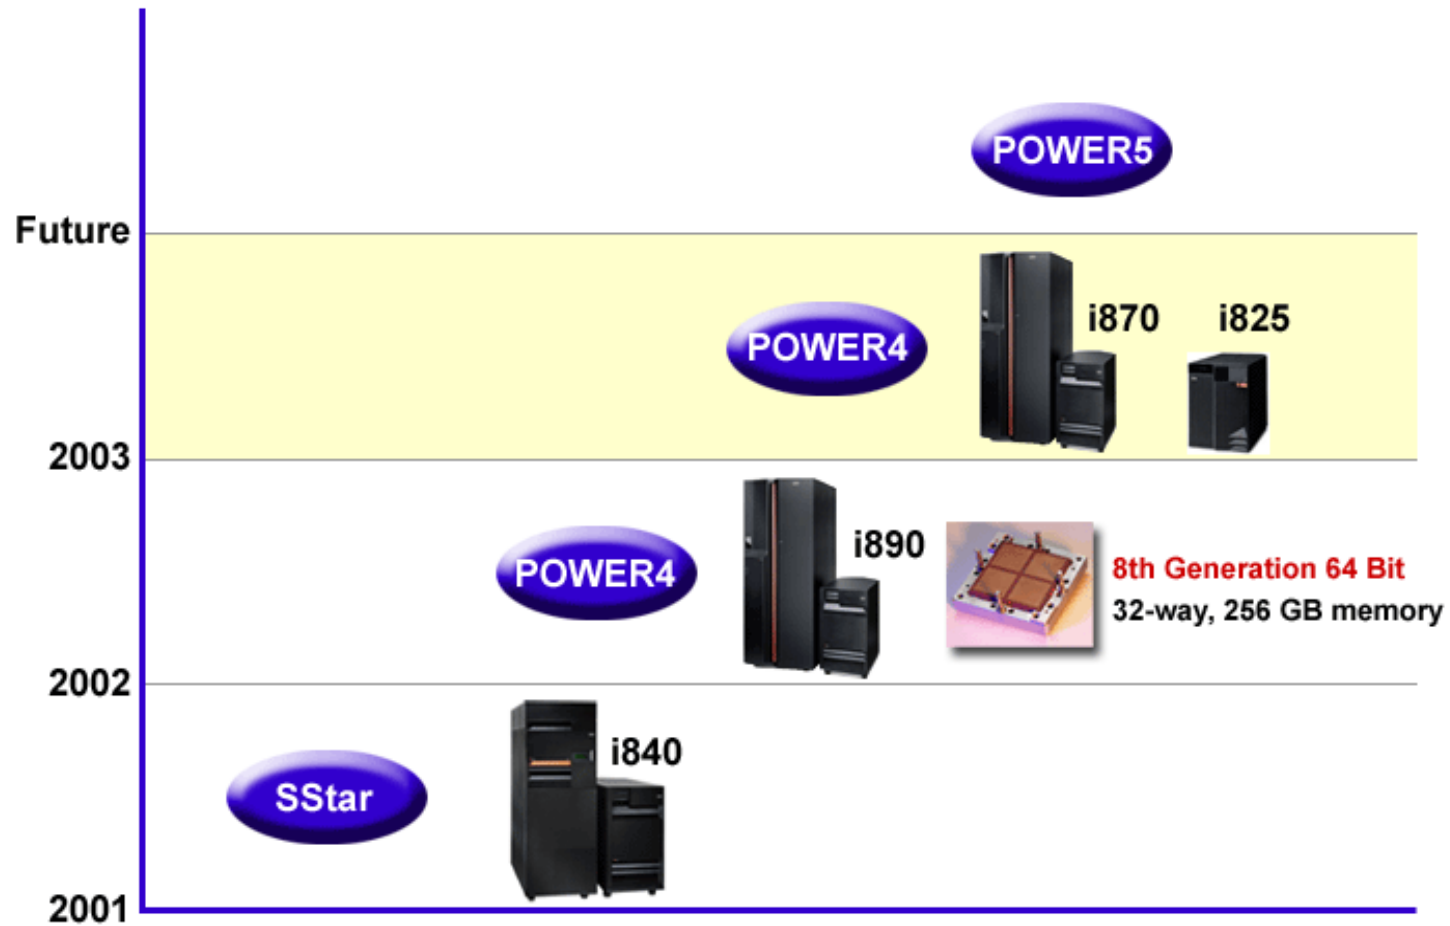 POWER5
Future
POWER4
i870
i825
2003
POWER4
i890
8th Generation 64 Bit
32-way, 256 GB memory
2002
SStar
i840
2001